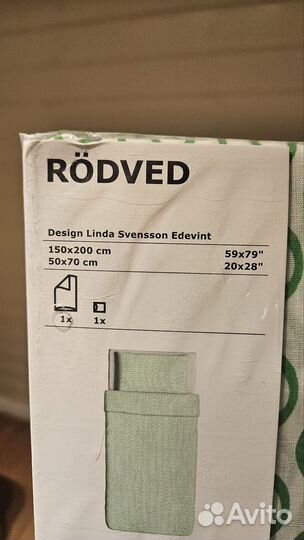 RÖDVED
Design Linda Svensson Edevint
150x200 cm 59x79"
50x70 cm 20x28"
1x 1x
Avito